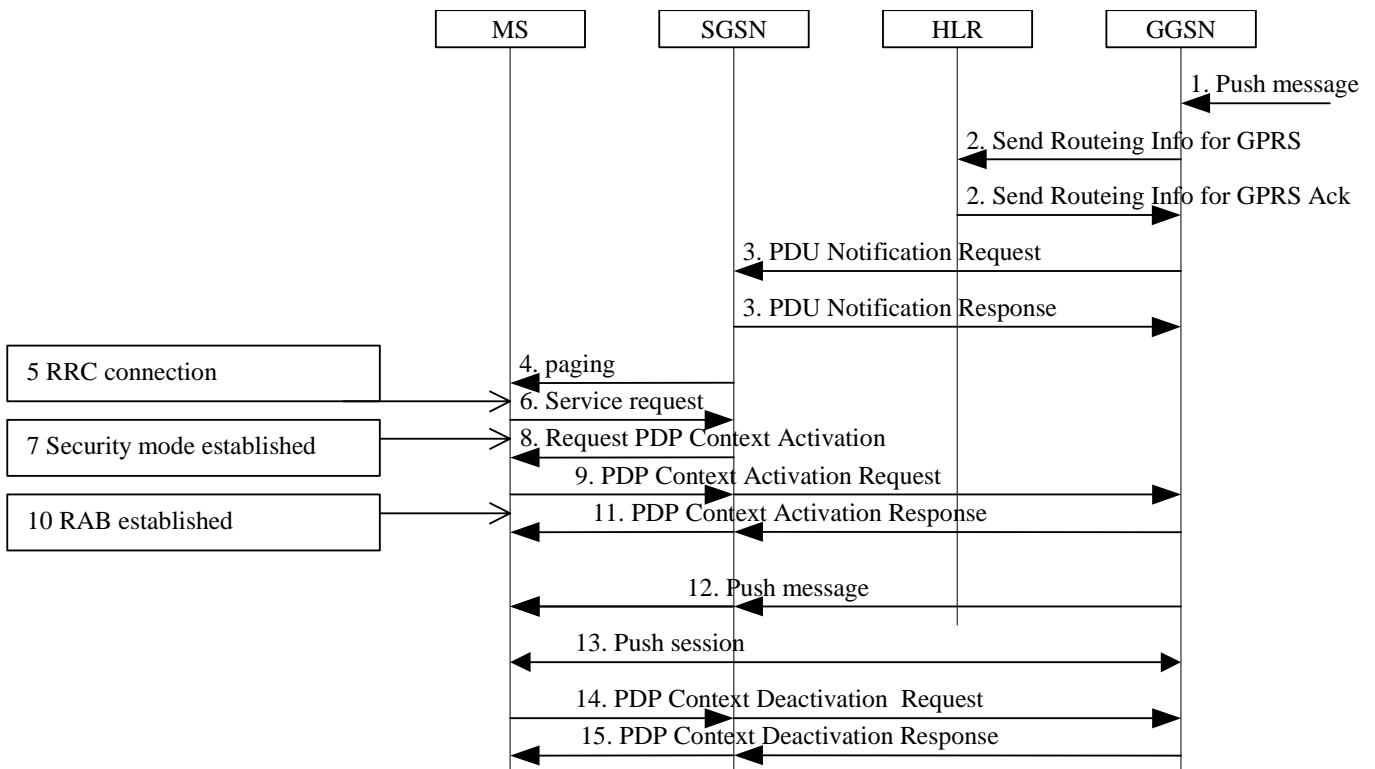 MS
SGSN
HLR
GGSN
1. Push message
2. Send Routeing Info for GPRS
2. Send Routeing Info for GPRS Ack
3. PDU Notification Request
3. PDU Notification Response
4. paging
5 RRC connection
6. Service request
7 Security mode established
8. Request PDP Context Activation
9. PDP Context Activation Request
10 RAB established
11. PDP Context Activation Response
12. Push message
13. Push session
14. PDP Context Deactivation Request
15. PDP Context Deactivation Response